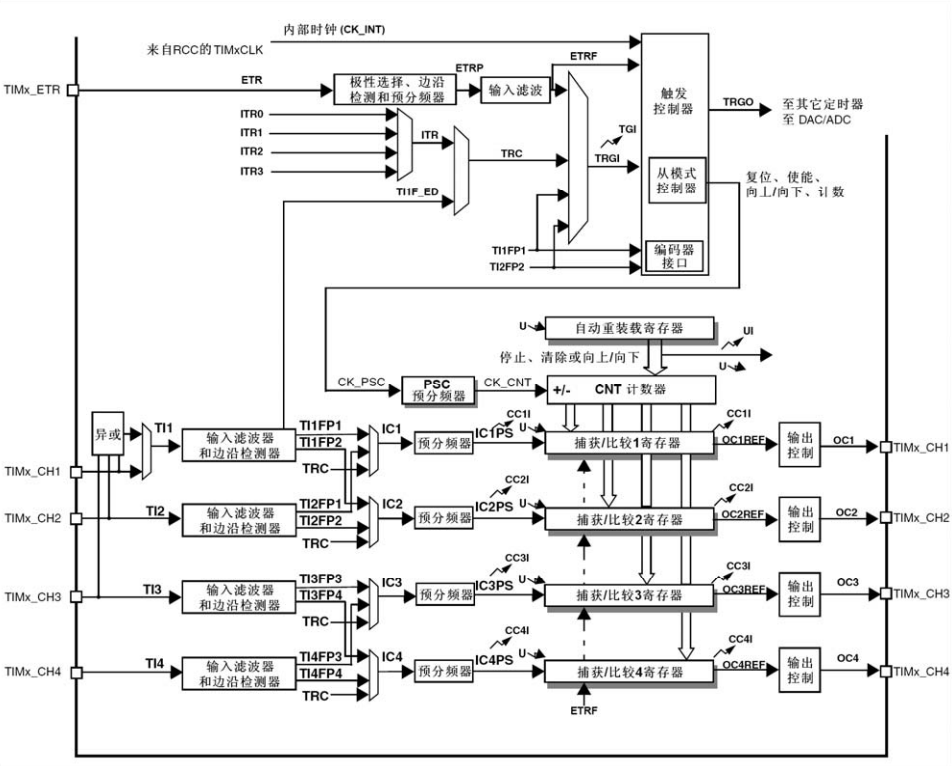 内部时钟 (CK_INT)
来自RCC的TIMxCLK
TIMx_ETR
ETR
极性选择、边沿
检测和预分频器
ETRP
输入滤波
ETRF
触发
控制器
TRGO
至其它定时器
至 DAC/ADC
ITR0
ITR1
ITR2
ITR3
ITR
TI1F_ED
TRC
TGI
TRGI
从模式
控制器
复位、使能、
向上/向下、计数
TI1FP1
TI2FP2
编码器
接口
U
自动重装载寄存器
UI
U
停止、清除或向上/向下
CK_PSC
PSC
预分频器
CK_CNT
+/-
CNT 计数器
异或
TI1
TIMx_CH1
输入滤波器
和边沿检测器
TI1FP1
TI1FP2
TRC
IC1
预分频器
IC1PS
CC1I
U
捕获/比较1寄存器
CC1I
OC1REF
输出
控制
OC1
TIMx_CH1
TIMx_CH2
TI2
输入滤波器
和边沿检测器
TI2FP1
TI2FP2
TRC
IC2
预分频器
IC2PS
CC2I
U
捕获/比较2寄存器
CC2I
OC2REF
输出
控制
OC2
TIMx_CH2
TIMx_CH3
TI3
输入滤波器
和边沿检测器
TI3FP3
TI3FP4
TRC
IC3
预分频器
IC3PS
CC3I
U
捕获/比较3寄存器
CC3I
OC3REF
输出
控制
OC3
TIMx_CH3
TIMx_CH4
TI4
输入滤波器
和边沿检测器
TI4FP3
TI4FP4
TRC
IC4
预分频器
IC4PS
CC4I
U
捕获/比较4寄存器
CC4I
OC4REF
输出
控制
OC4
TIMx_CH4
ETRF